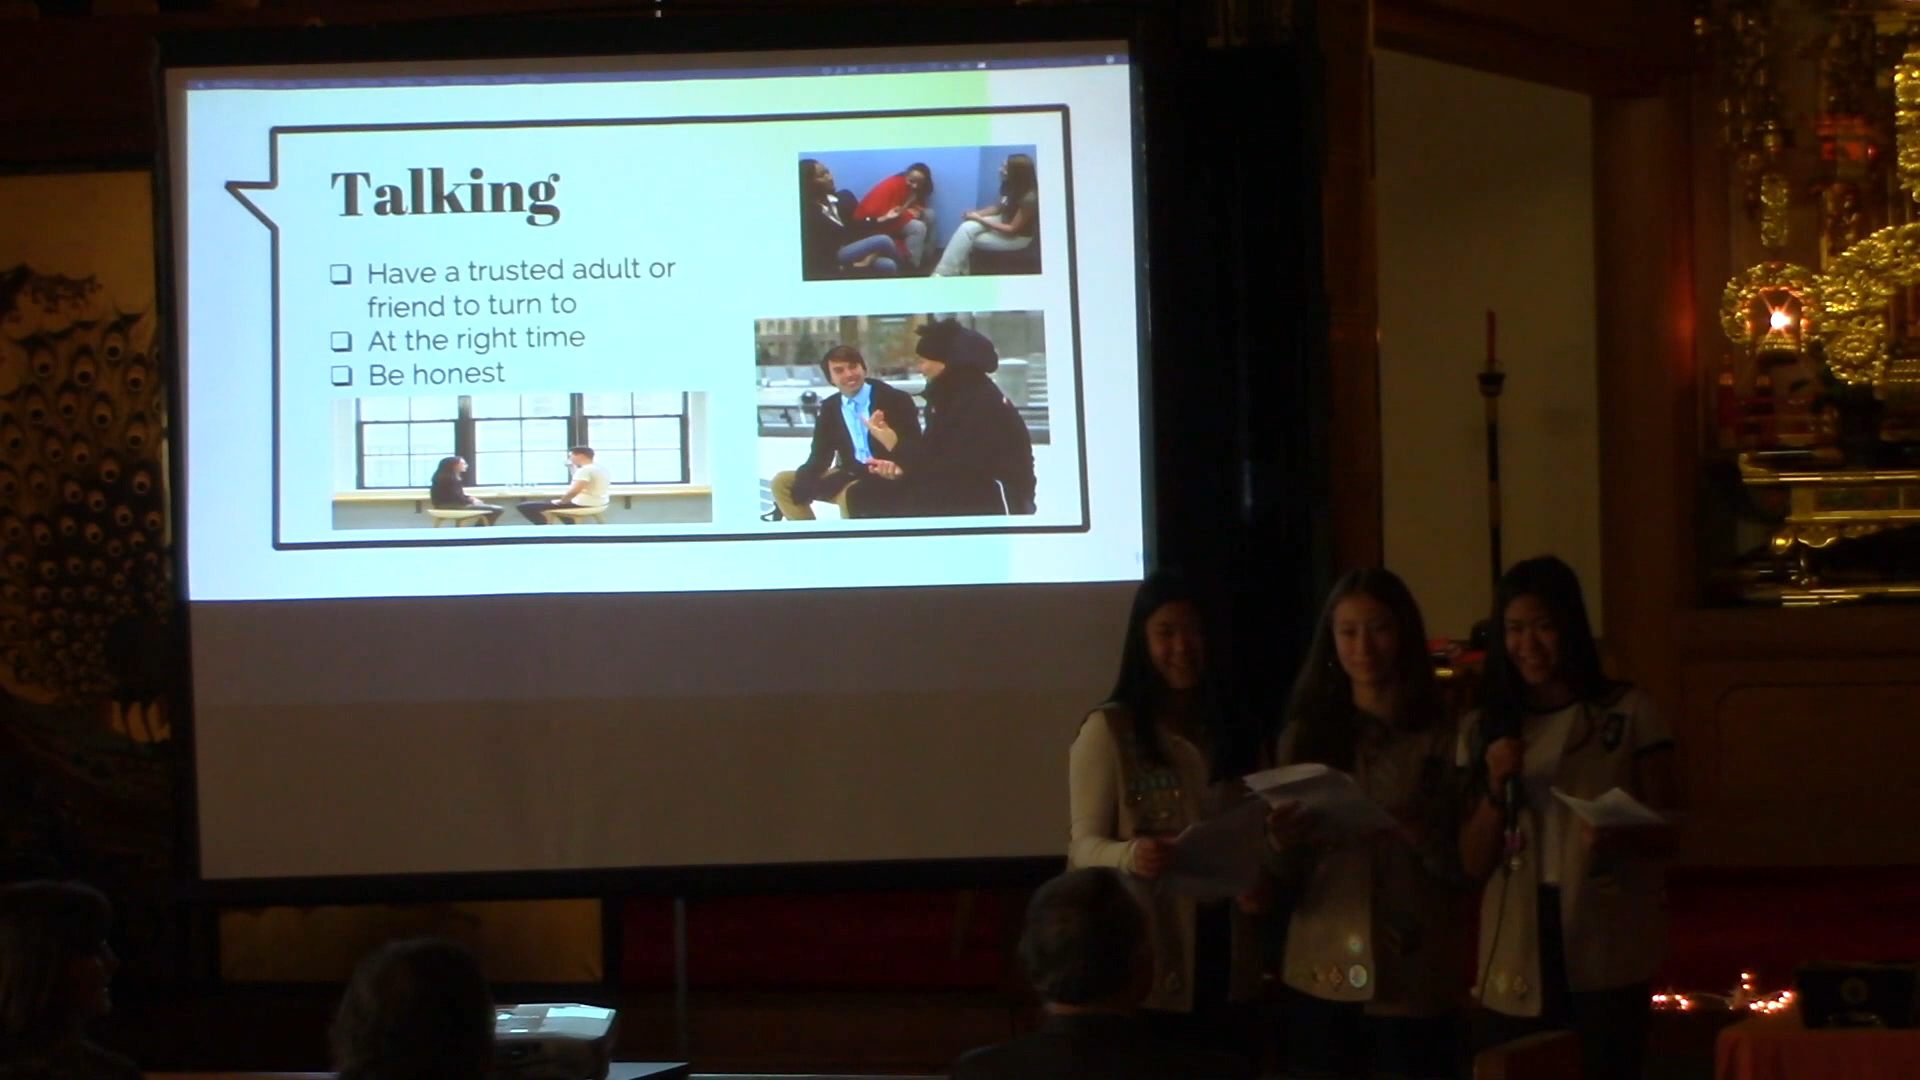 Talking
Have a trusted adult or
friend to turn to
At the right time
Be honest